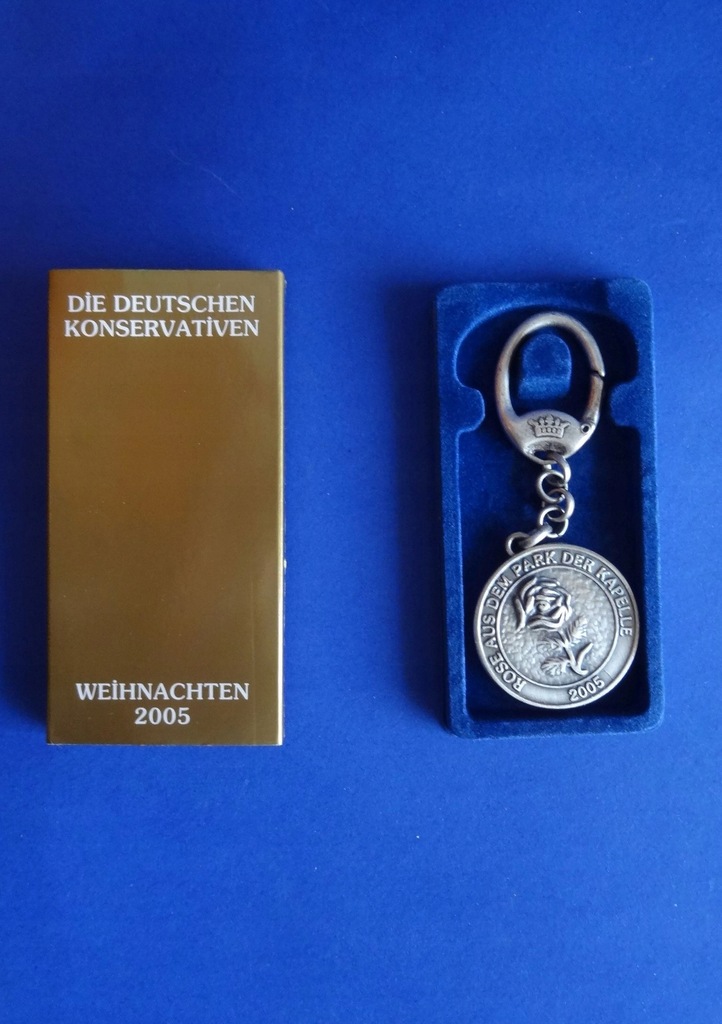 DIE DEUTSCHEN
KONSERVATIVEN
WEIHNACHTEN
2005
ROSE AUS DEM PARK DER KAPELLE
2005